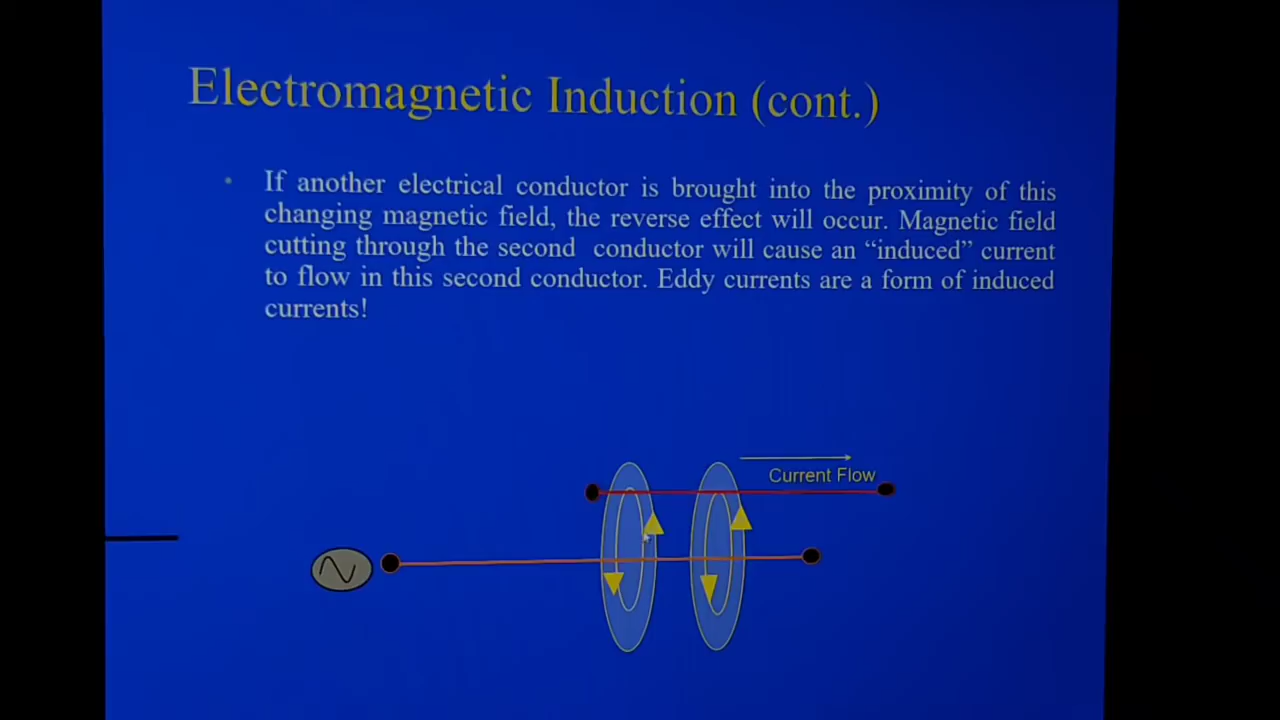 Electromagnetic Induction (cont.)
• If another electrical conductor is brought into the proximity of this
changing magnetic field, the reverse effect will occur. Magnetic field
cutting through the second conductor will cause an “induced” current
to flow in this second conductor. Eddy currents are a form of induced
currents!
Current Flow